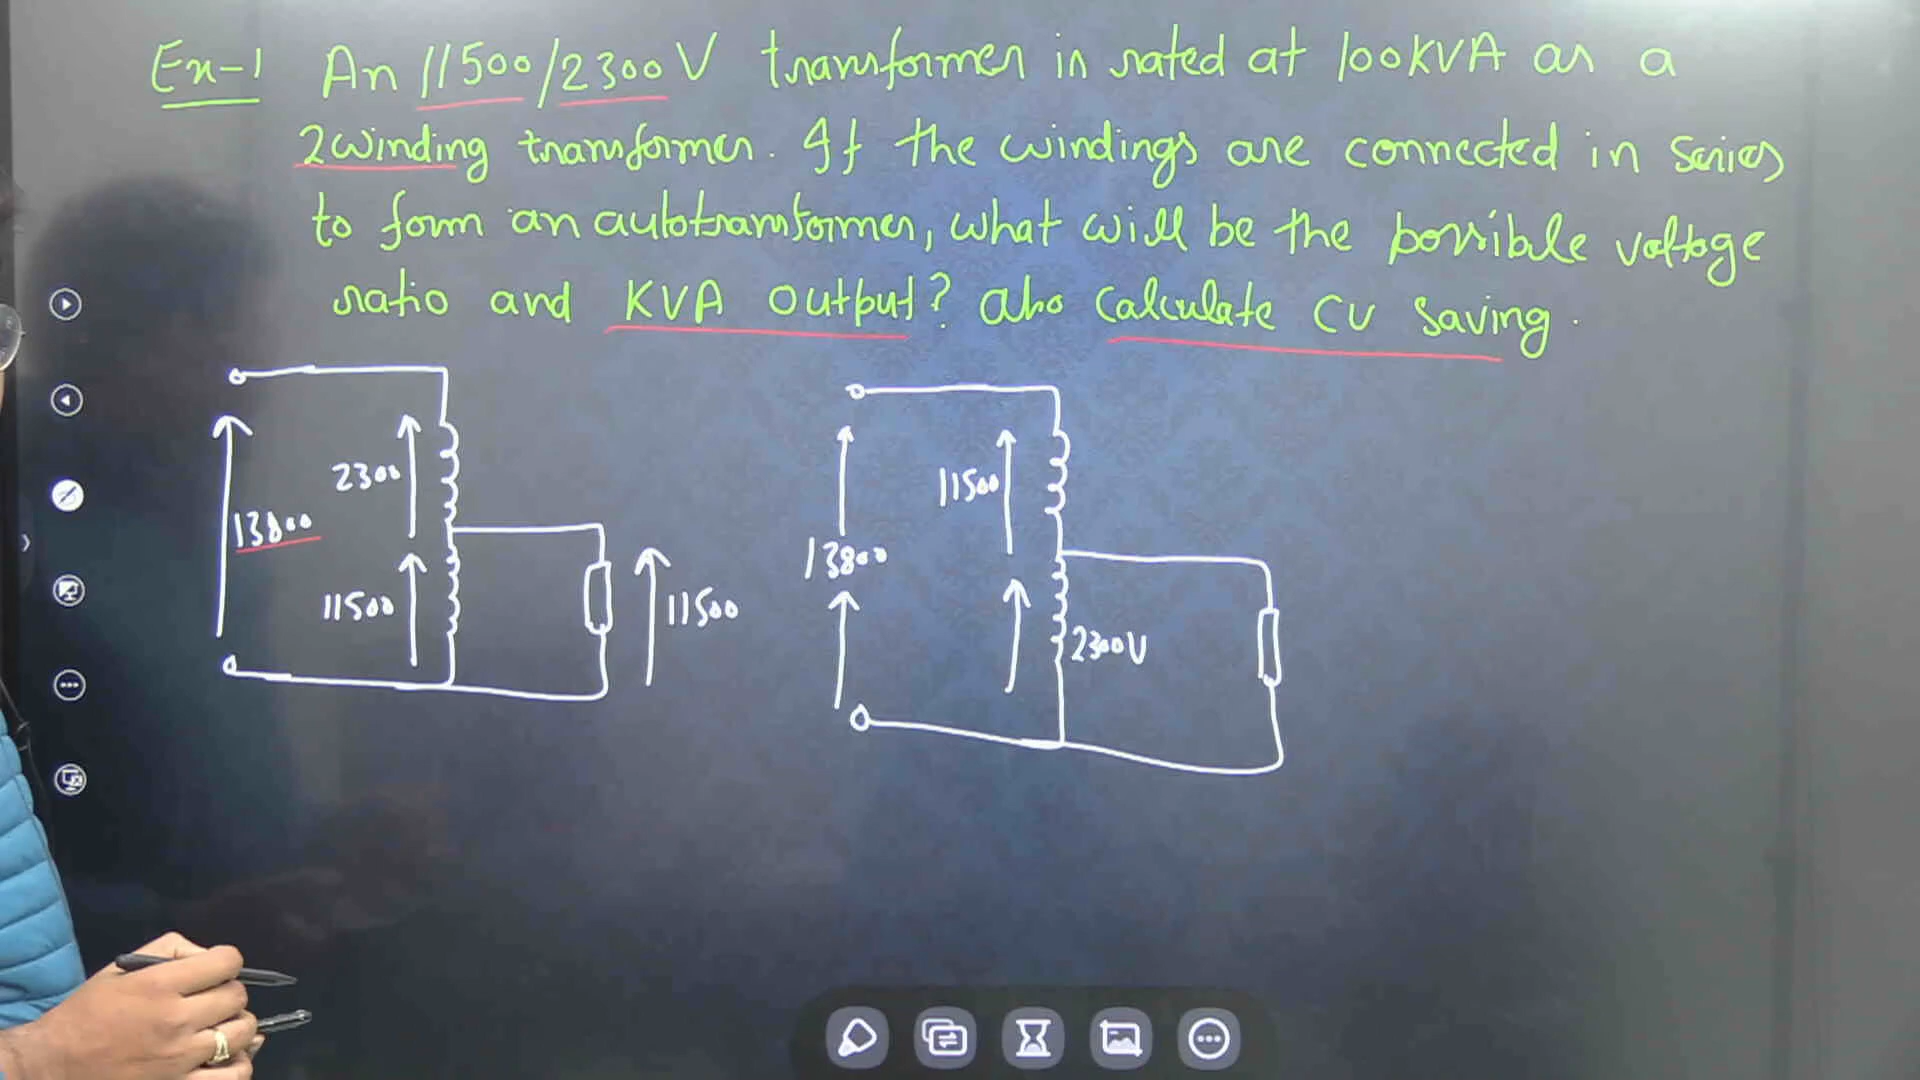 Ex-1 An 11500/2300 V transformer is rated at 100KVA as a
2winding transformer. If the windings are connected in series
to form an autotransformer, what will be the possible voltage
ratio and KVA output? also calculate CU saving.
2300
13800
11500
11500
11500
13800
2300V